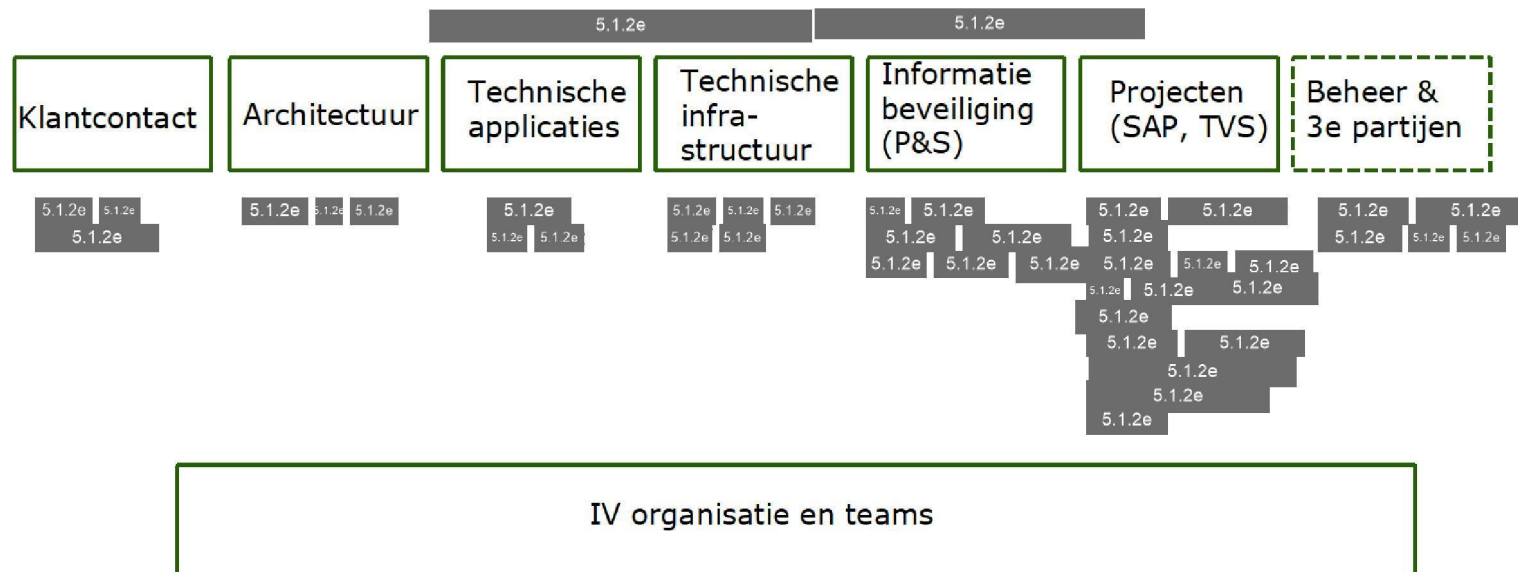 5.1.2e 5.1.2e
Klantcontact
Architectuur
Technische
applicaties
Technische
infra-
structuur
Informatie
beveiliging
(P&S)
Projecten
(SAP, TVS)
Beheer &
3e partijen
5.1.2e 5.1.2e
5.1.2e
5.1.2e 5.1.2e 5.1.2e
5.1.2e
5.1.2e 5.1.2e
5.1.2e 5.1.2e 5.1.2e
5.1.2e 5.1.2e
5.1.2e 5.1.2e
5.1.2e 5.1.2e
5.1.2e 5.1.2e 5.1.2e
5.1.2e 5.1.2e
5.1.2e
5.1.2e 5.1.2e 5.1.2e
5.1.2e 5.1.2e 5.1.2e
5.1.2e
5.1.2e 5.1.2e
5.1.2e
5.1.2e
5.1.2e
5.1.2e 5.1.2e
5.1.2e 5.1.2e 5.1.2e
IV organisatie en teams